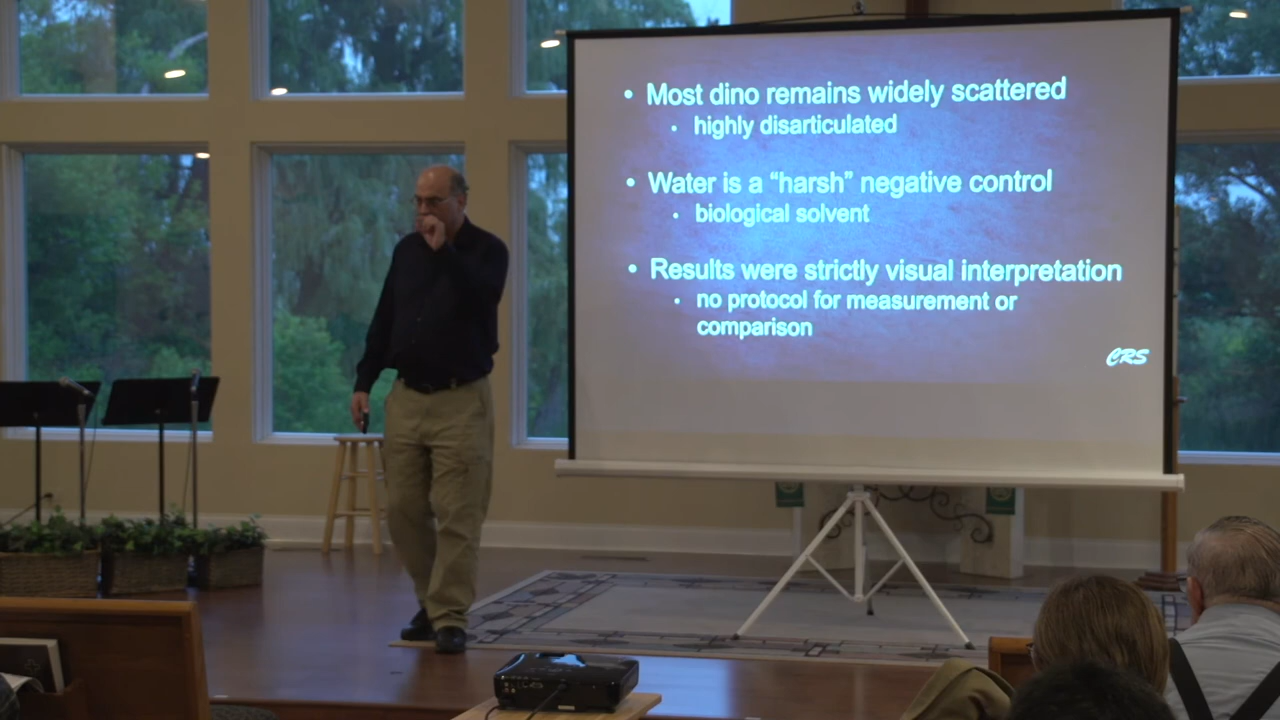 • Most dino remains widely scattered
• highly disarticulated
• Water is a “harsh” negative control
• biological solvent
• Results were strictly visual interpretation
• no protocol for measurement or
comparison
CRS